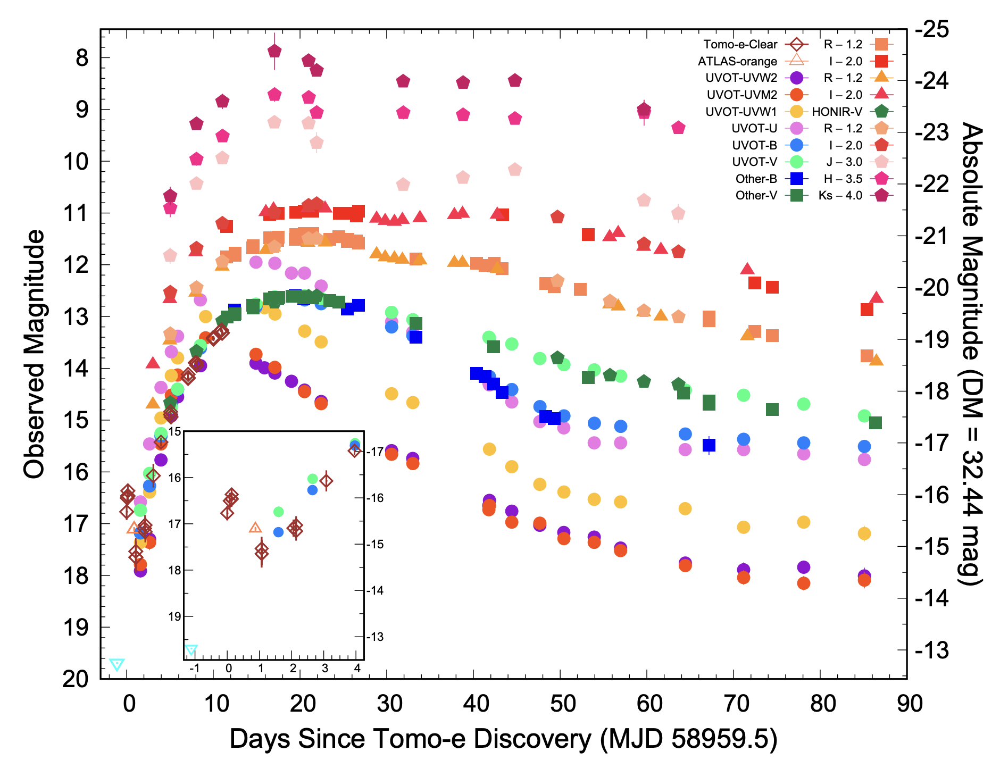 Tomo-e-Clear R – 1.2
ATLAS-orange I – 2.0
UVOT-UVW2 R – 1.2
UVOT-UVM2 I – 2.0
UVOT-UVW1 HONIR-V
UVOT-U R – 1.2
UVOT-B I – 2.0
UVOT-V J – 3.0
Other-B H – 3.5
Other-V Ks – 4.0
Observed Magnitude
8
9
10
11
12
13
14
15
16
17
18
19
20
-25
-24
-23
-22
-21
-20
-19
-18
-17
-16
-15
-14
-13
Absolute Magnitude (DM = 32.44 mag)
15
16
17
18
19
-17
-16
-15
-14
-13
-1 0 1 2 3 4
0 10 20 30 40 50 60 70 80 90
Days Since Tomo-e Discovery (MJD 58959.5)